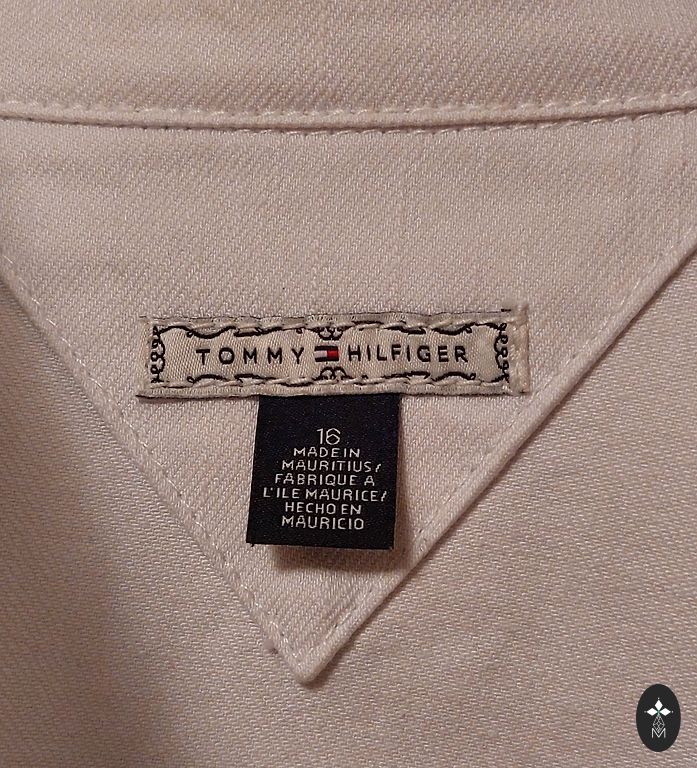 TOMMY HILFIGER
16
MADE IN
MAURITIUS/
FABRIQUE A
L'ILE MAURICE/
HECHO EN
MAURICIO
M